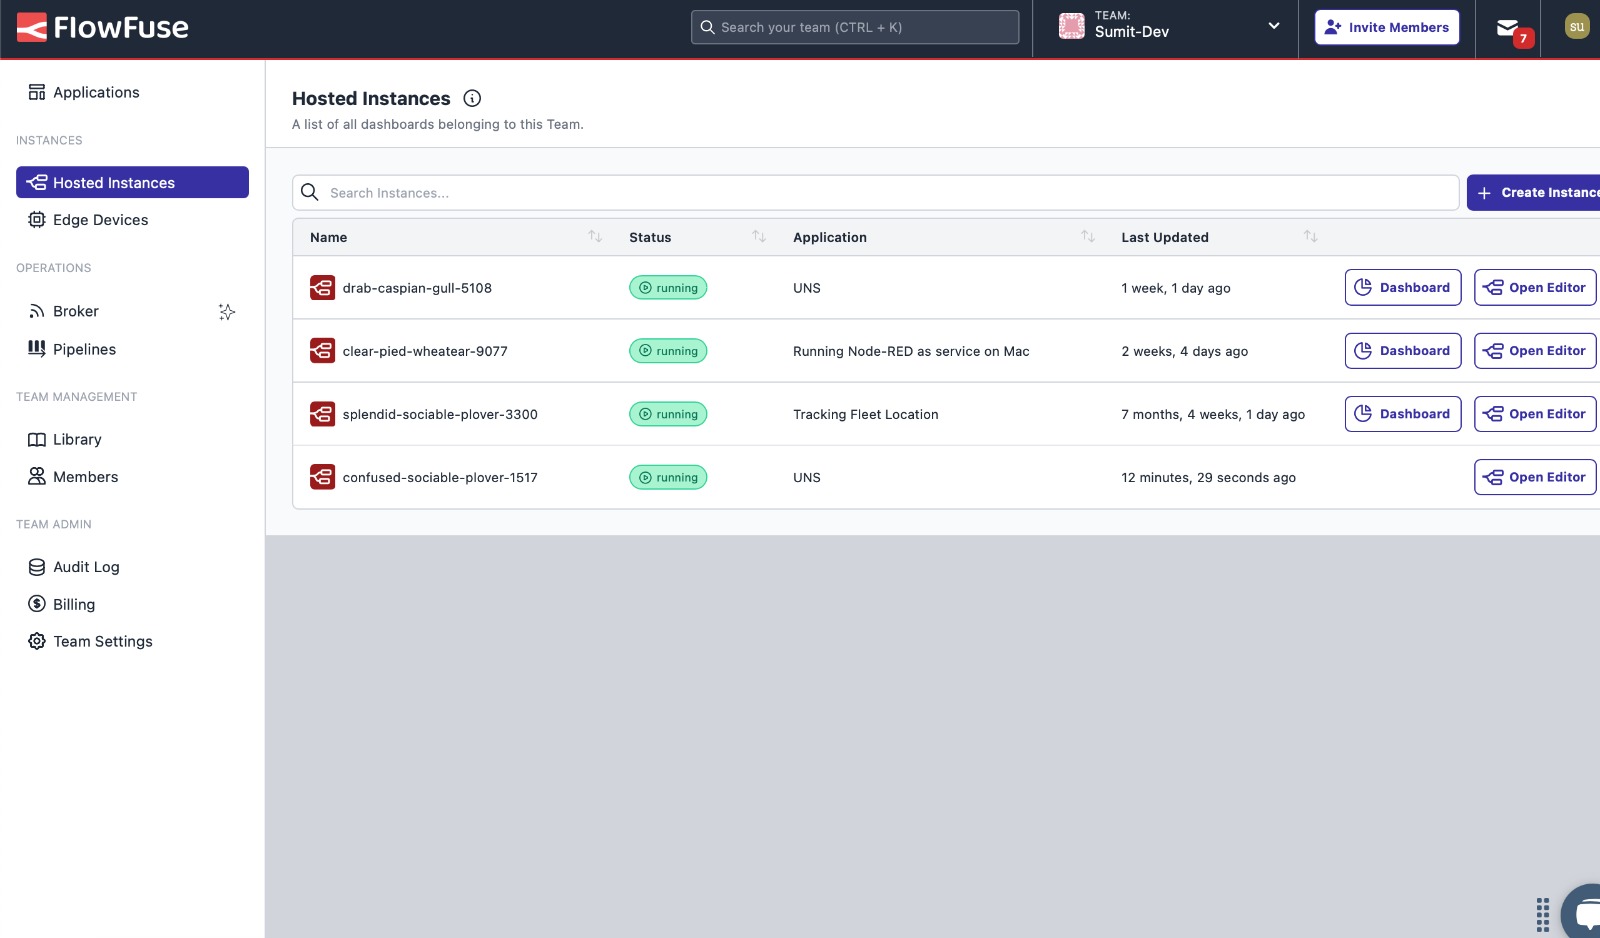 FlowFuse
Search your team (CTRL + K)
TEAM:
Sumit-Dev
Invite Members
7
SU
Applications
INSTANCES
Hosted Instances
Edge Devices
OPERATIONS
Broker
Pipelines
TEAM MANAGEMENT
Library
Members
TEAM ADMIN
Audit Log
Billing
Team Settings
Hosted Instances
A list of all dashboards belonging to this Team.
Search Instances...
Create Instance
Name Status Application Last Updated
drab-caspian-gull-5108 running UNS 1 week, 1 day ago Dashboard Open Editor
clear-pied-wheatear-9077 running Running Node-RED as service on Mac 2 weeks, 4 days ago Dashboard Open Editor
splendid-sociable-plover-3300 running Tracking Fleet Location 7 months, 4 weeks, 1 day ago Dashboard Open Editor
confused-sociable-plover-1517 running UNS 12 minutes, 29 seconds ago Open Editor